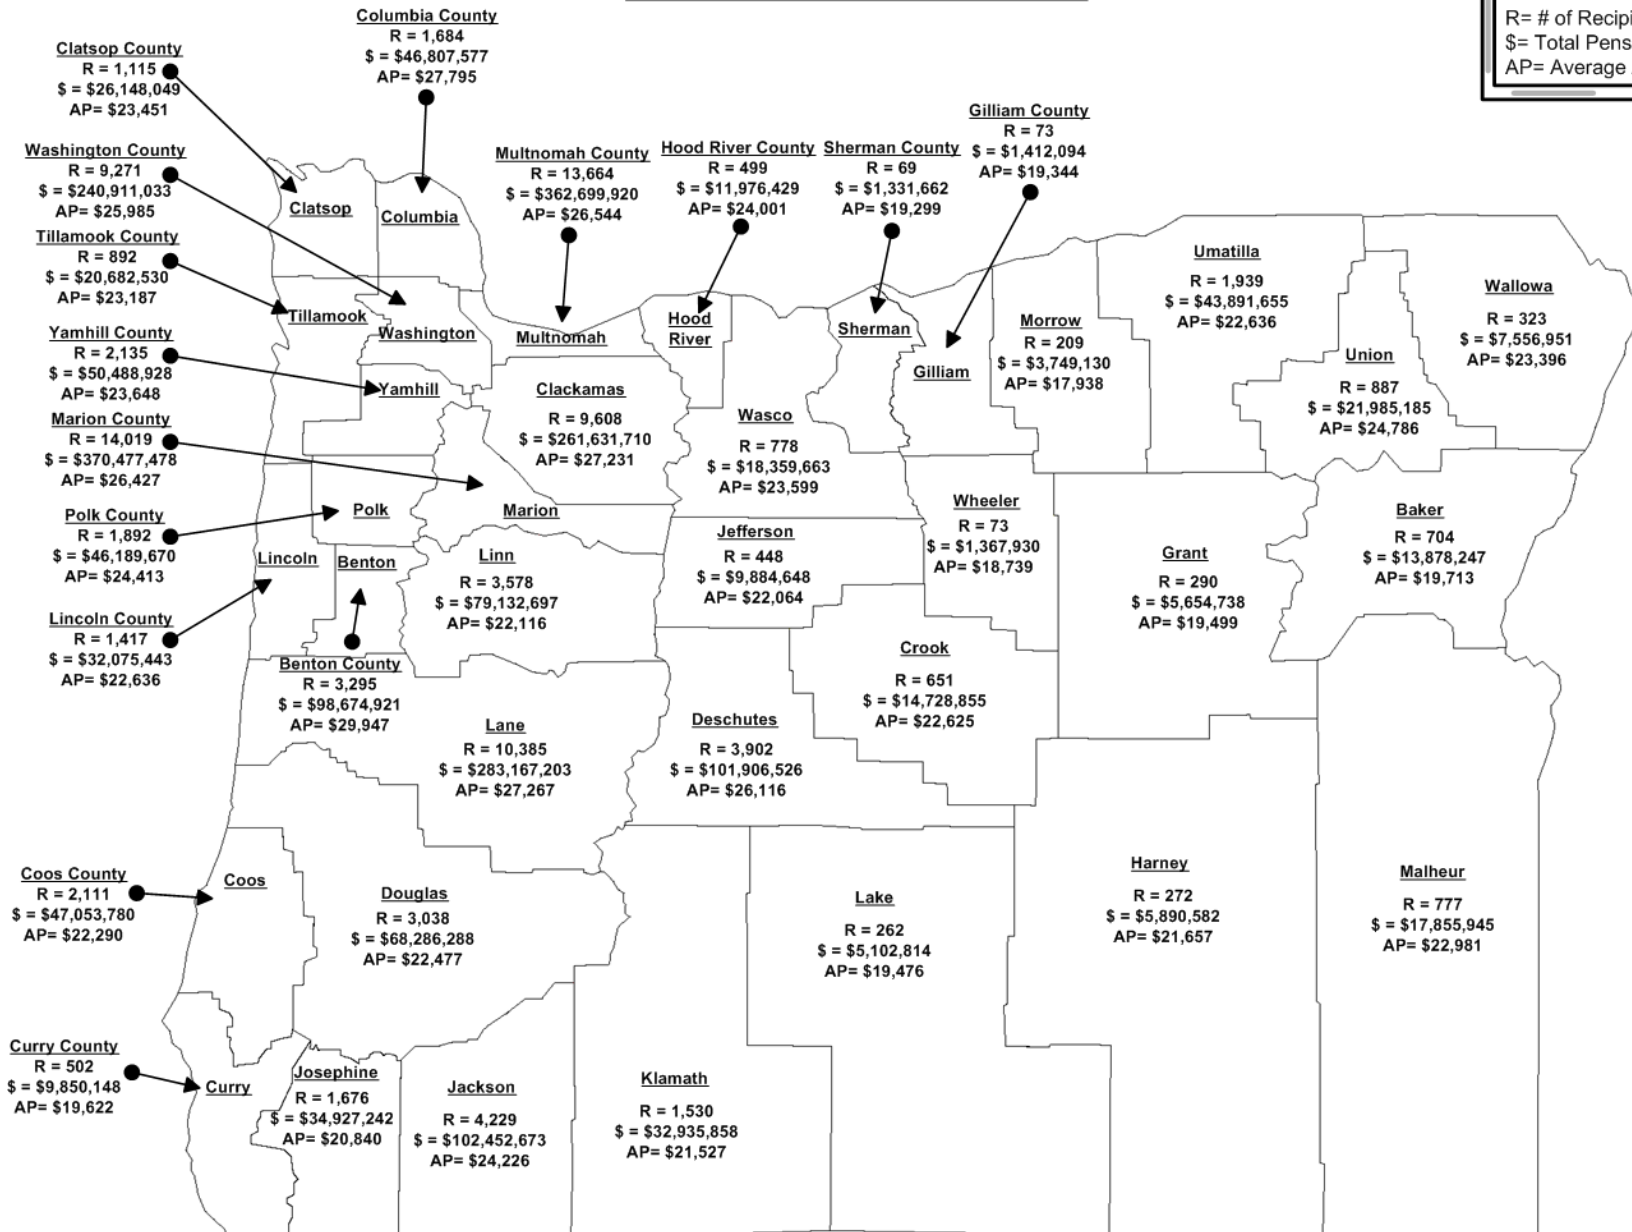 Columbia County
R = 1,684
$ = $46,807,577
AP= $27,795
Clatsop County
R = 1,115
$ = $26,148,049
AP= $23,451
R= # of
$= Total
AP= Average
Gilliam County
R = 73
$ = $1,412,094
AP= $19,344
Washington County
R = 9,271
$ = $240,911,033
AP= $25,985
Multnomah County
R = 13,664
$ = $362,699,920
AP= $26,544
Hood River County
R = 499
$ = $11,976,429
AP= $24,001
Sherman County
R = 69
$ = $1,331,662
AP= $19,299
Tillamook County
R = 892
$ = $20,682,530
AP= $23,187
Yamhill County
R = 2,135
$ = $50,488,928
AP= $23,648
Marion County
R = 14,019
$ = $370,477,478
AP= $26,427
Polk County
R = 1,892
$ = $46,189,670
AP= $24,413
Lincoln County
R = 1,417
$ = $32,075,443
AP= $22,636
Clatsop
Columbia
Tillamook
Washington
Multnomah
Hood
River
Sherman
Gilliam
Morrow
R = 209
$ = $3,749,130
AP= $17,938
Umatilla
R = 1,939
$ = $43,891,655
AP= $22,636
Union
R = 887
$ = $21,985,185
AP= $24,786
Wallowa
R = 323
$ = $7,556,951
AP= $23,396
Yamhill
Clackamas
R = 9,608
$ = $261,631,710
AP= $27,231
Wasco
R = 778
$ = $18,359,663
AP= $23,599
Polk
Marion
Lincoln
Benton
Linn
R = 3,578
$ = $79,132,697
AP= $22,116
Jefferson
R = 448
$ = $9,884,648
AP= $22,064
Wheeler
R = 73
$ = $1,367,930
AP= $18,739
Grant
R = 290
$ = $5,654,738
AP= $19,499
Baker
R = 704
$ = $13,878,247
AP= $19,713
Benton County
R = 3,295
$ = $98,674,921
AP= $29,947
Lane
R = 10,385
$ = $283,167,203
AP= $27,267
Deschutes
R = 3,902
$ = $101,906,526
AP= $26,116
Crook
R = 651
$ = $14,728,855
AP= $22,625
Coos County
R = 2,111
$ = $47,053,780
AP= $22,290
Coos
Douglas
R = 3,038
$ = $68,286,288
AP= $22,477
Lake
R = 262
$ = $5,102,814
AP= $19,476
Harney
R = 272
$ = $5,890,582
AP= $21,657
Malheur
R = 777
$ = $17,855,945
AP= $22,981
Curry County
R = 502
$ = $9,850,148
AP= $19,622
Curry
Josephine
R = 1,676
$ = $34,927,242
AP= $20,840
Jackson
R = 4,229
$ = $102,452,673
AP= $24,226
Klamath
R = 1,530
$ = $32,935,858
AP= $21,527